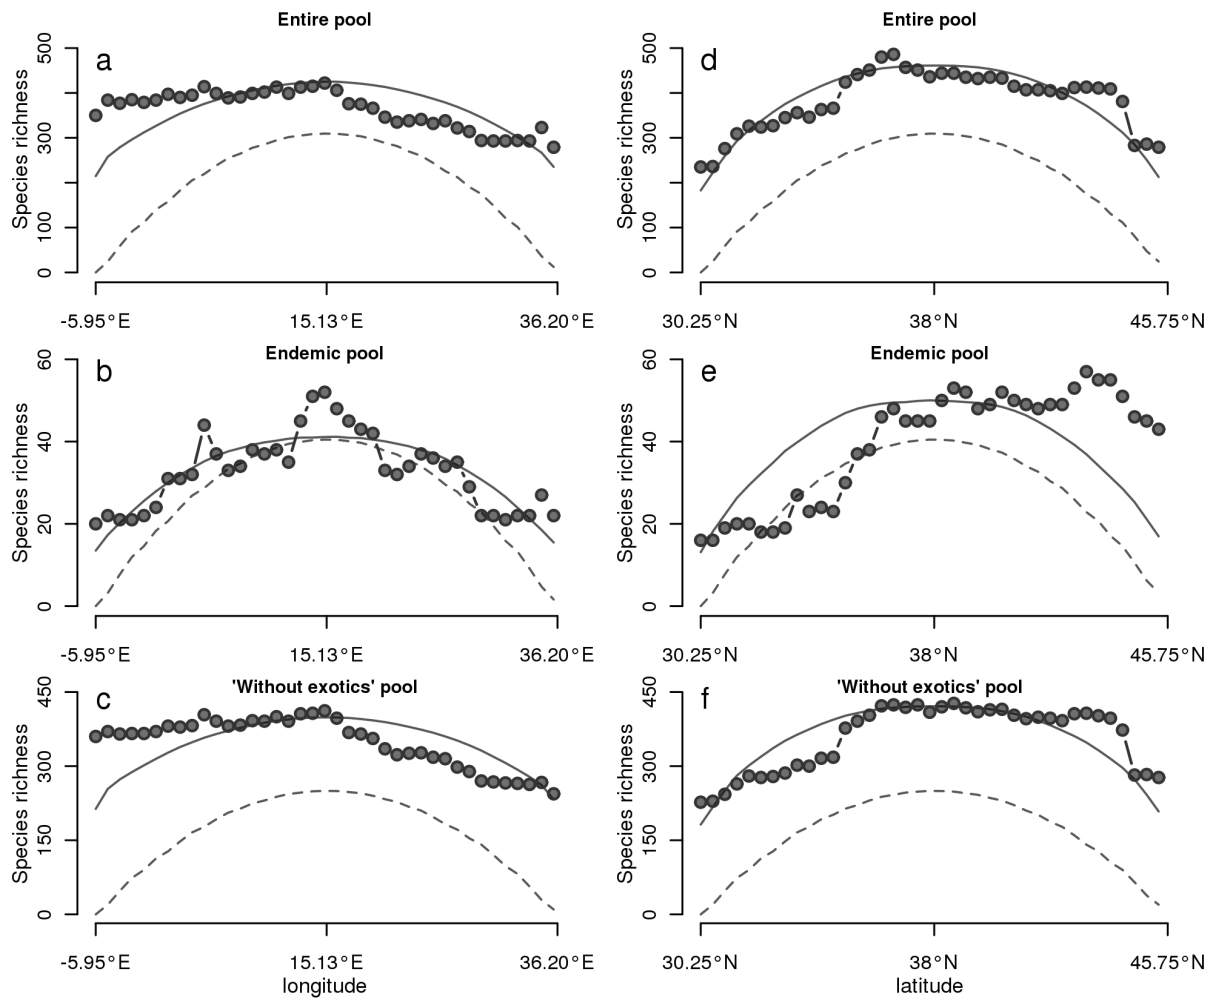 Entire pool
a
Species richness
0
100
300
500
-5.95°E
15.13°E
36.20°E
Entire pool
d
Species richness
0
100
300
500
30.25°N
38°N
45.75°N
Endemic pool
b
Species richness
0
20
40
60
-5.95°E
15.13°E
36.20°E
Endemic pool
e
Species richness
0
20
40
60
30.25°N
38°N
45.75°N
'Without exotics' pool
c
Species richness
0
150
300
450
-5.95°E
15.13°E
36.20°E
longitude
'Without exotics' pool
f
Species richness
0
150
300
450
30.25°N
38°N
45.75°N
latitude